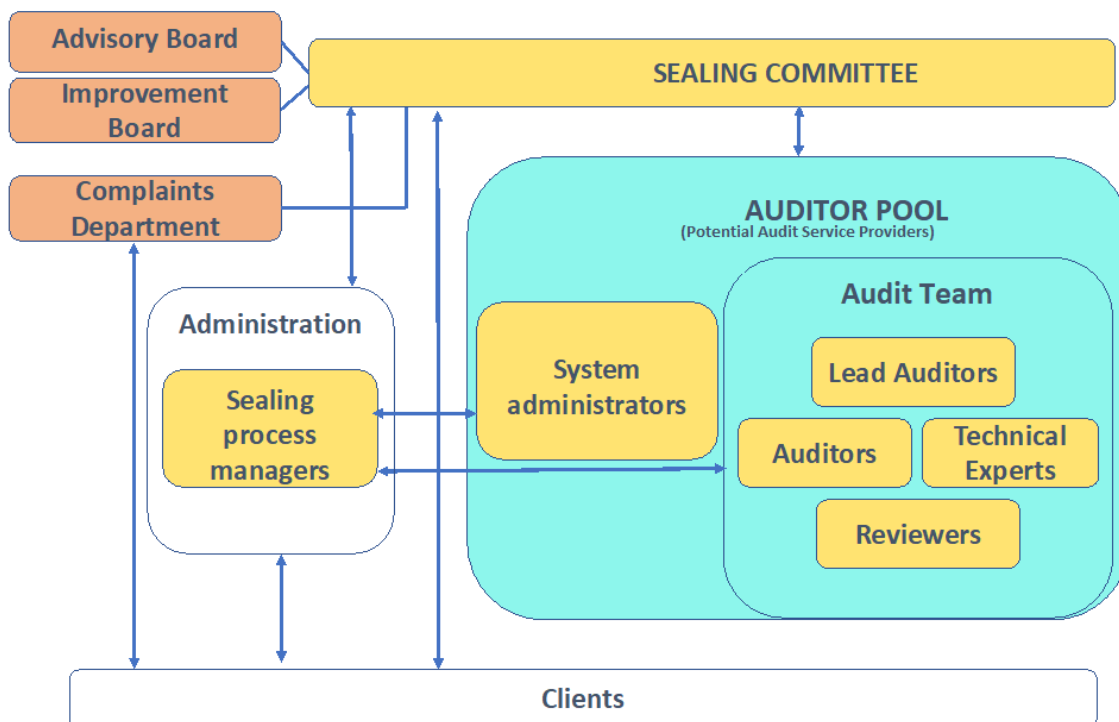 Advisory Board
SEALING COMMITTEE
Improvement
Board
Complaints
Department
AUDITOR POOL
(Potential Audit Service Providers)
Administration
Sealing
process
managers
System
administrators
Audit Team
Lead Auditors
Auditors
Technical
Experts
Reviewers
Clients